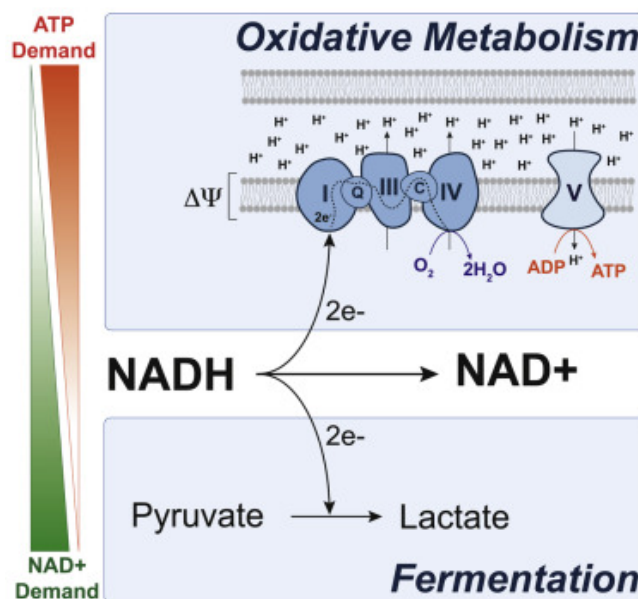 ATP
Demand
Oxidative Metabolism
H+ H+ H+ H+ H+ H+ H+ H+ H+
H+ H+ H+ H+ H+ H+ H+ H+
H+ H+ H+ H+ H+ H+ H+
ΔΨ
I Q III C IV V
2e-
O2 2H2O ADP H+ ATP
2e-
NADH NAD+
2e-
Pyruvate Lactate
NAD+
Demand
Fermentation